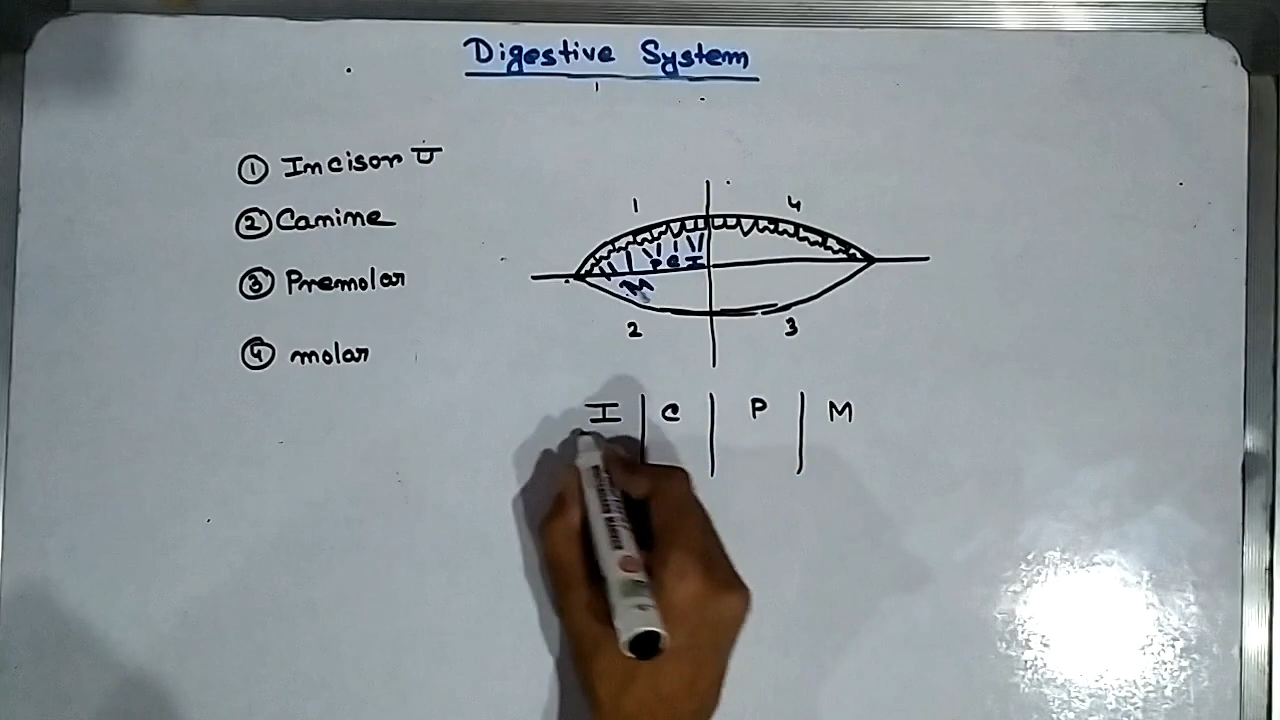 Digestive System
① Incisor
② Canine
③ Premolar
④ molar
1 4
P C I
M
2 3
I C P M